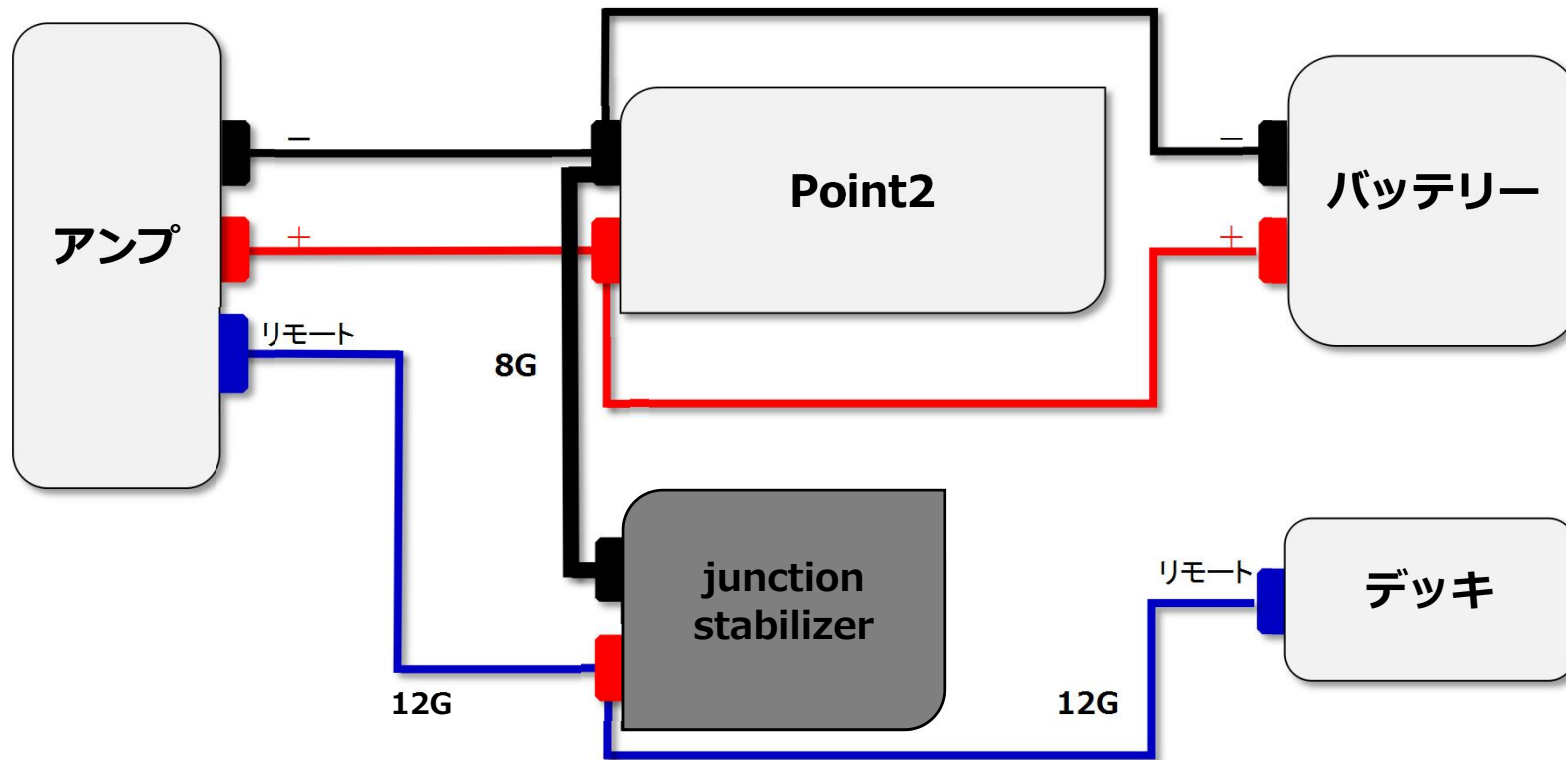 アンプ
－
＋
リモート
Point2
－
＋
バッテリー
8G
junction
stabilizer
リモート
デッキ
12G
12G